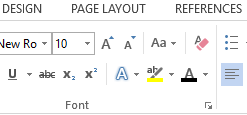 DESIGN PAGE LAYOUT REFERENCES
New Ro 10 A A Aa A
U abc X₂ X² A ab A
Font